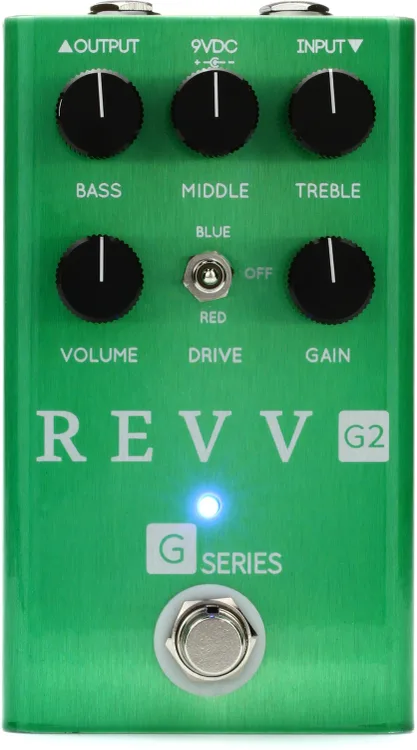 ▲OUTPUT 9VDC INPUT▼
+ -
BASS MIDDLE TREBLE
BLUE
OFF
RED
VOLUME DRIVE GAIN
REVV G2
G SERIES